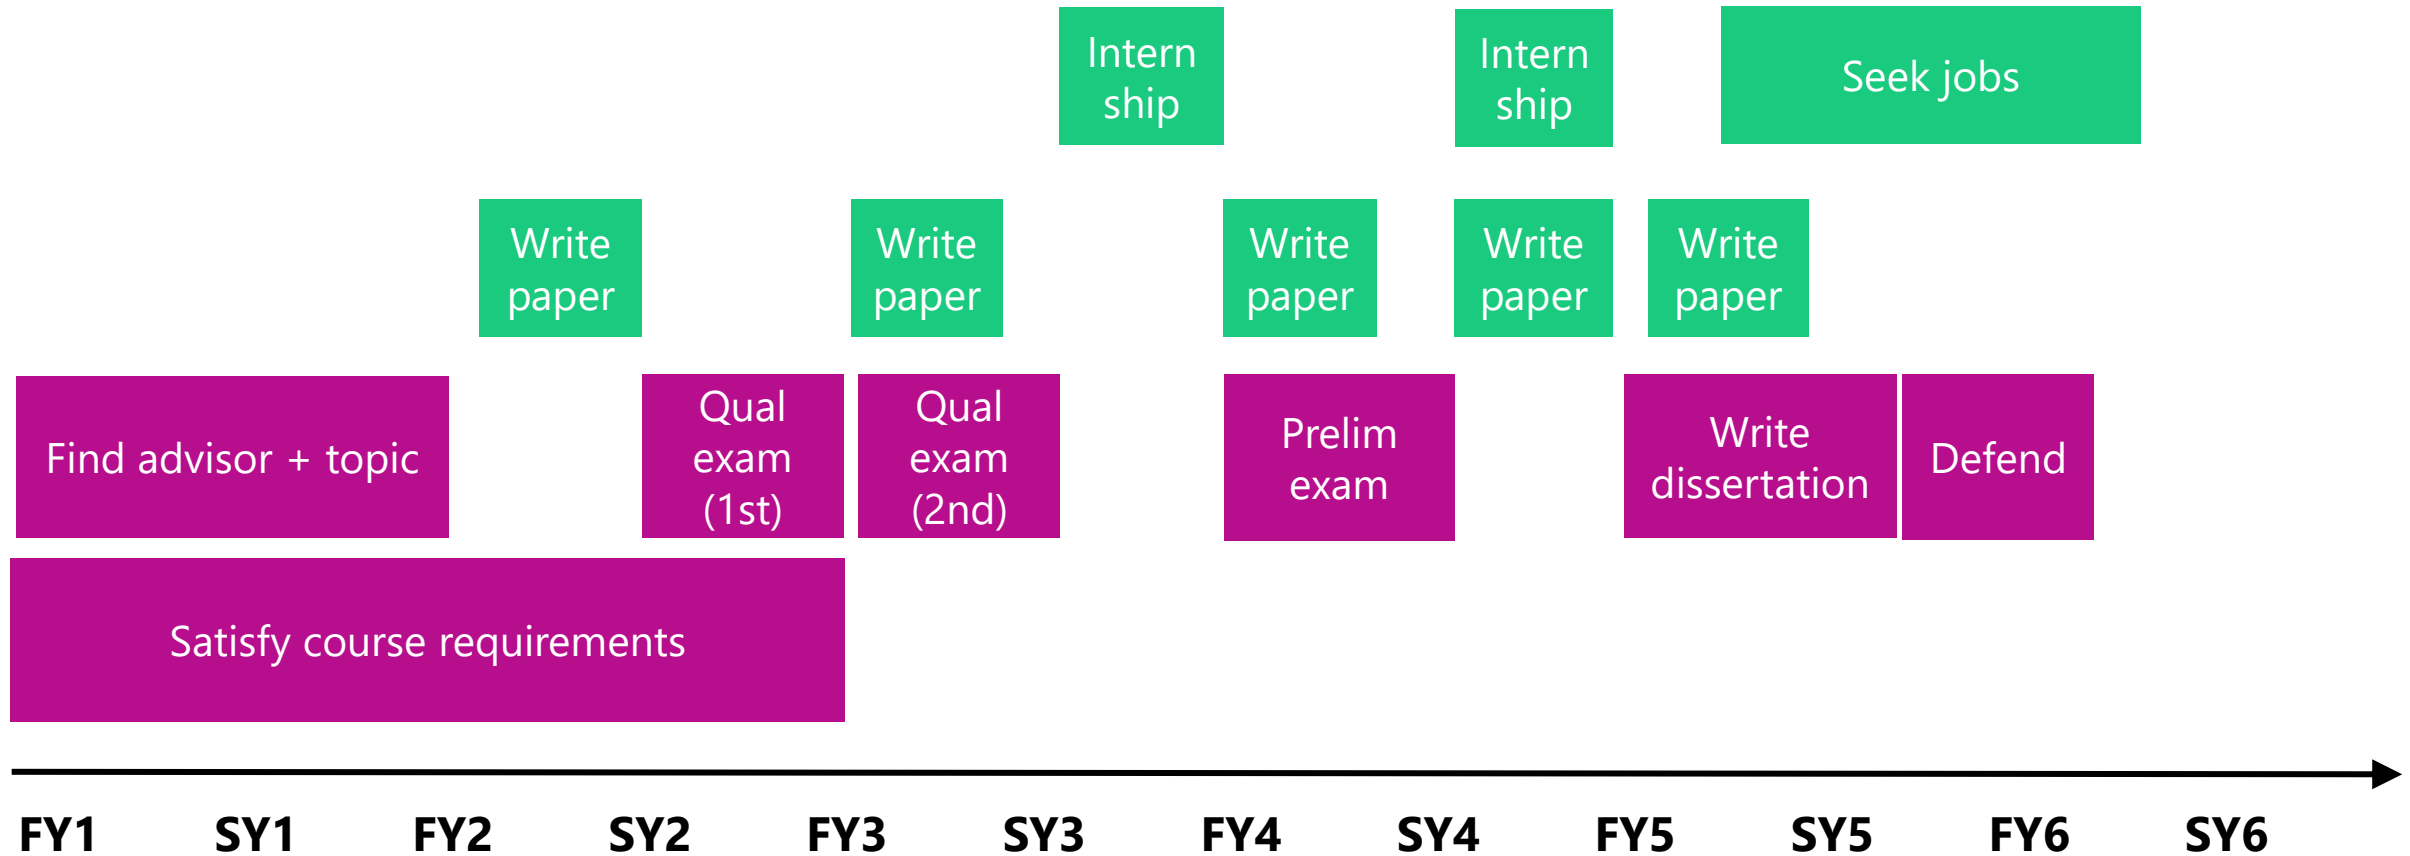 Intern
ship
Intern
ship
Seek jobs
Write
paper
Write
paper
Write
paper
Write
paper
Write
paper
Find advisor + topic
Qual
exam
(1st)
Qual
exam
(2nd)
Prelim
exam
Write
dissertation
Defend
Satisfy course requirements
FY1 SY1 FY2 SY2 FY3 SY3 FY4 SY4 FY5 SY5 FY6 SY6